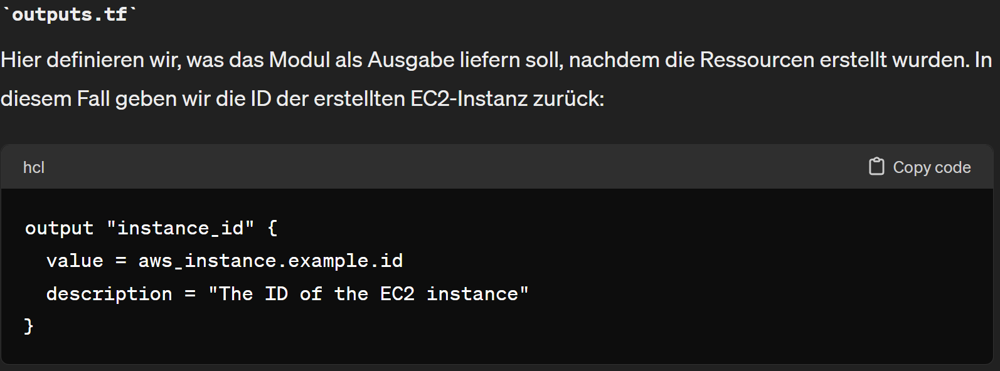 `outputs.tf`
Hier definieren wir, was das Modul als Ausgabe liefern soll, nachdem die Ressourcen erstellt wurden. In
diesem Fall geben wir die ID der erstellten EC2-Instanz zurück:
hcl
Copy code
output "instance_id" {
  value = aws_instance.example.id
  description = "The ID of the EC2 instance"
}